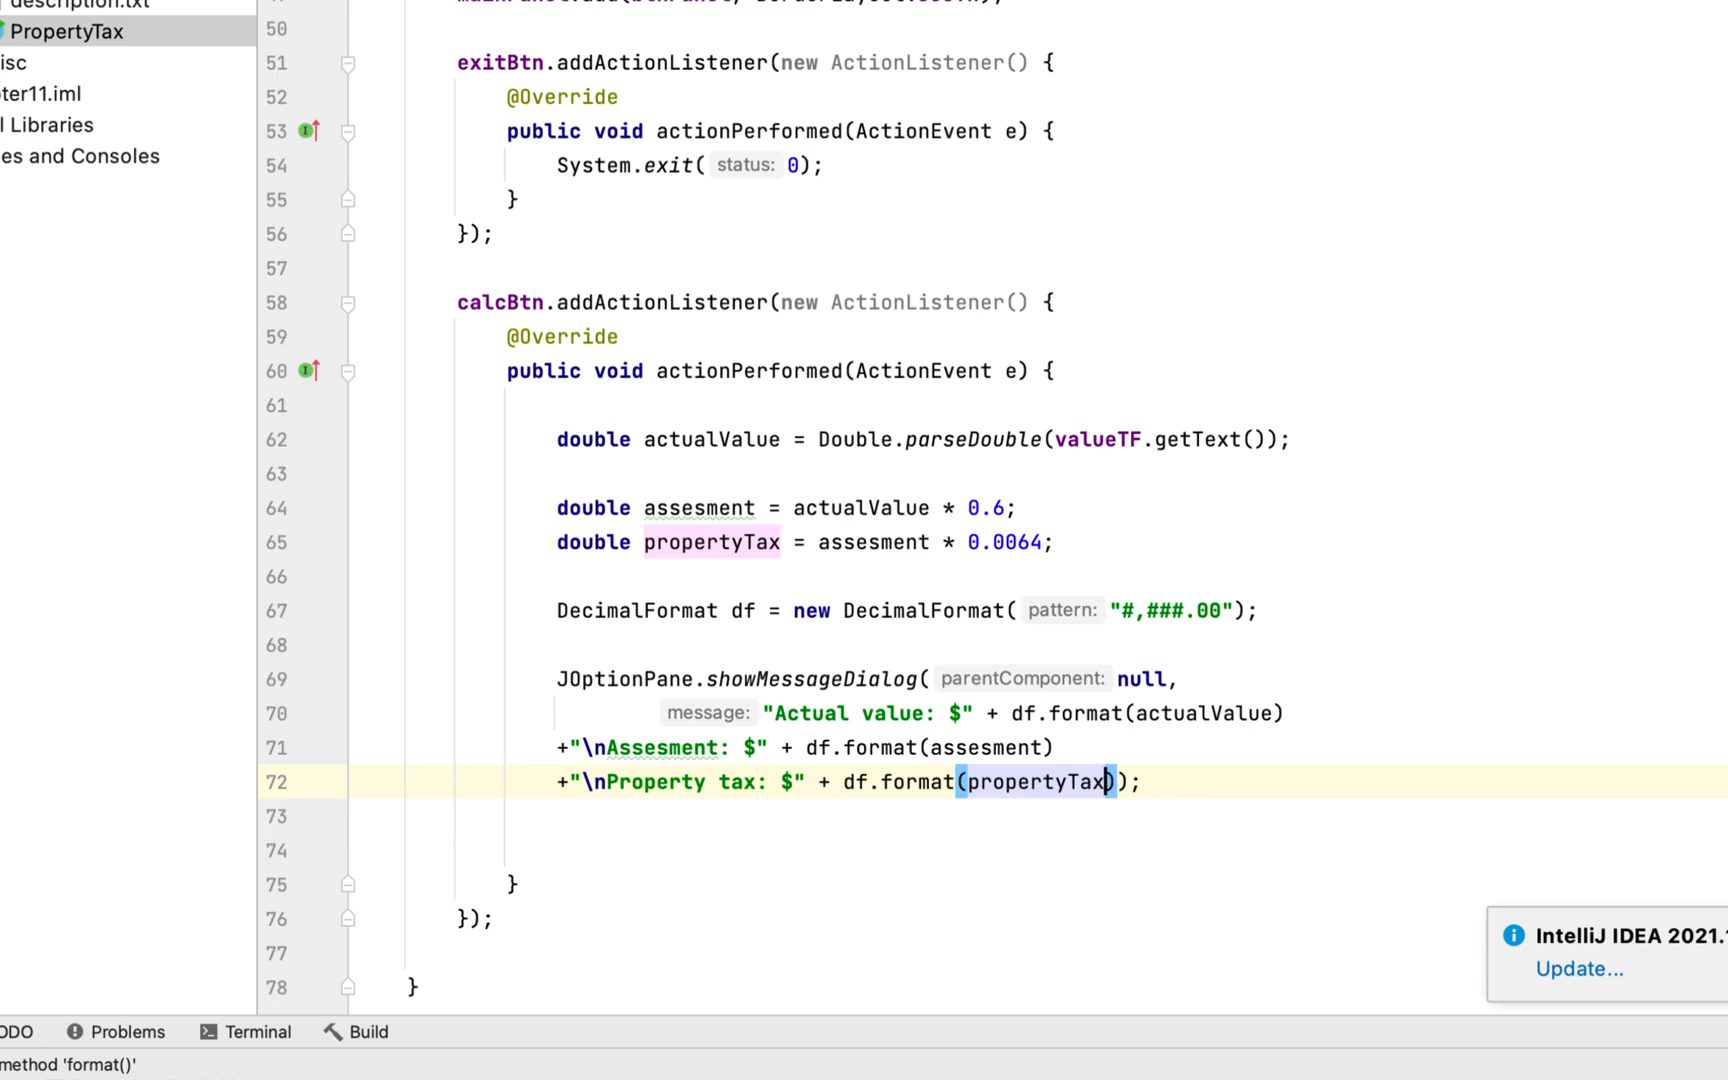 description.txt
PropertyTax
isc
ter11.iml
l Libraries
es and Consoles
50
51 exitBtn.addActionListener(new ActionListener() {
52 @Override
53 public void actionPerformed(ActionEvent e) {
54 System.exit( status: 0);
55 }
56 });
57
58 calcBtn.addActionListener(new ActionListener() {
59 @Override
60 public void actionPerformed(ActionEvent e) {
61
62 double actualValue = Double.parseDouble(valueTF.getText());
63
64 double assesment = actualValue * 0.6;
65 double propertyTax = assesment * 0.0064;
66
67 DecimalFormat df = new DecimalFormat( pattern: "#,###.00");
68
69 JOptionPane.showMessageDialog( parentComponent: null,
70 message: "Actual value: $" + df.format(actualValue)
71 +"\nAssesment: $" + df.format(assesment)
72 +"\nProperty tax: $" + df.format(propertyTax));
73
74
75 }
76 });
77
78 }
IntelliJ IDEA 2021.
Update...
ODO Problems Terminal Build
method 'format()'